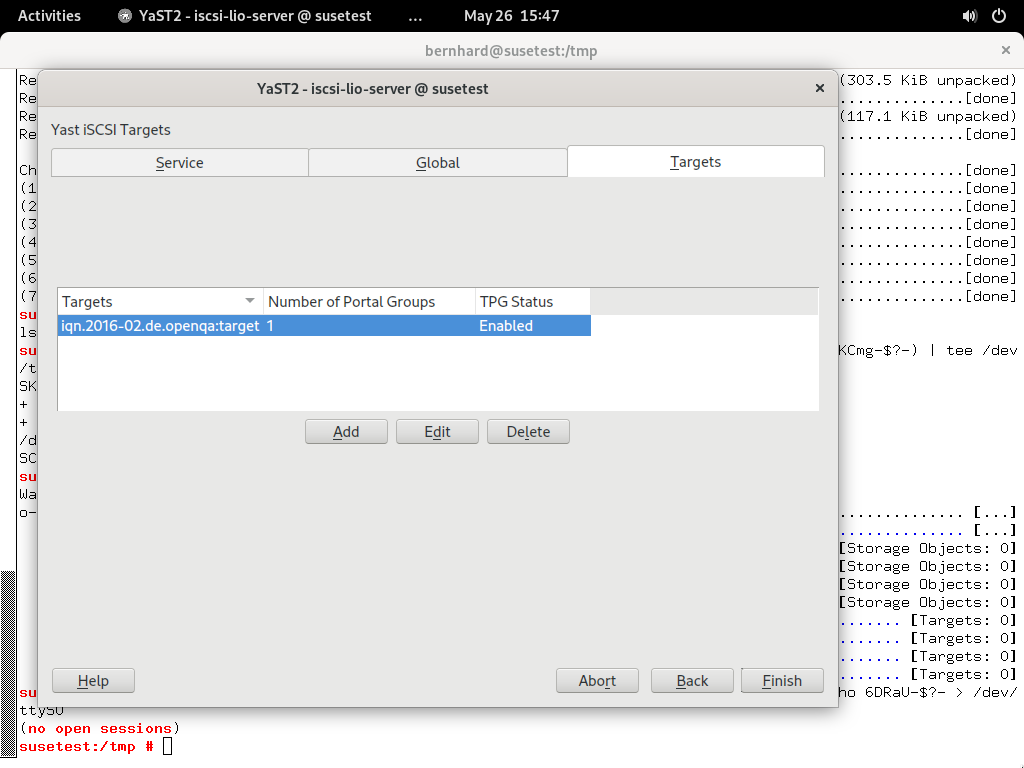 Activities YaST2 - iscsi-lio-server @ susetest ... May 26 15:47
bernhard@susetest:/tmp
Re (303.5 KiB unpacked)
Re ..............[done]
Re (117.1 KiB unpacked)
Re ..............[done]
YaST2 - iscsi-lio-server @ susetest
Yast iSCSI Targets
Service Global Targets
Ch ..............[done]
(1 ..............[done]
(2 ..............[done]
(3 ..............[done]
(4 ..............[done]
(5 ..............[done]
(6 ..............[done]
(7 ..............[done]
Targets Number of Portal Groups TPG Status
iqn.2016-02.de.openqa:target 1 Enabled
su
ls
su KCmg-$?-) | tee /dev
/t
SK
+
+
/d
SC
su
Wa
o- .............. [...]
.............. [...]
[Storage Objects: 0]
[Storage Objects: 0]
[Storage Objects: 0]
[Storage Objects: 0]
....... [Targets: 0]
....... [Targets: 0]
....... [Targets: 0]
....... [Targets: 0]
Add Edit Delete
Help Abort Back Finish
su ho 6DRaU-$?- > /dev/
ttyS0
(no open sessions)
susetest:/tmp #